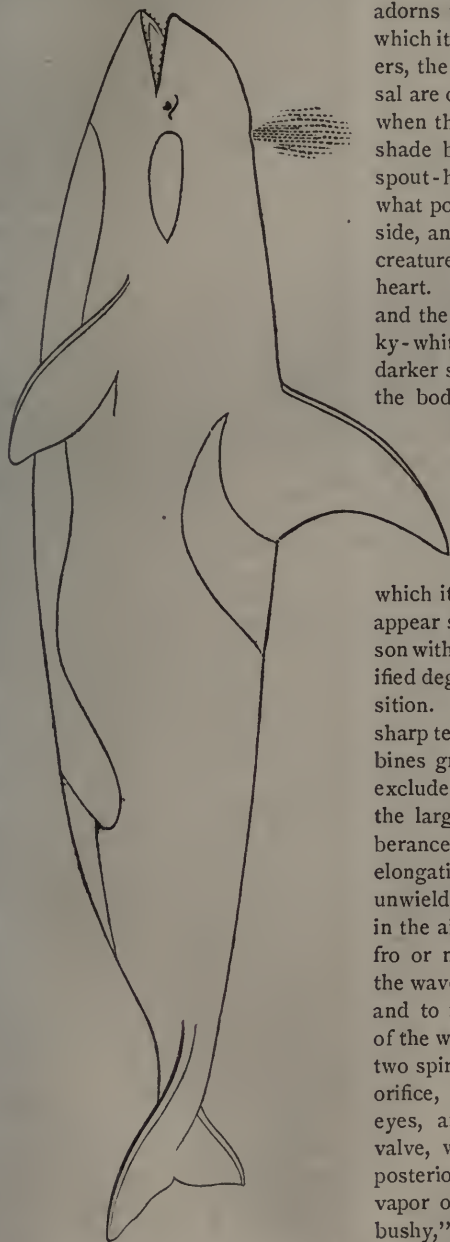 adorns
which it
ers, the
sal are
when th
shade b
spout-h
what po
side, an
creature
heart.
and the
ky-whit
darker s
the bod
which it
appear s
son with
ified deg
sition.
sharp te
bines gr
exclude
the larg
berance
elongati
unwield
in the a
fro or
the wav
and to
of the w
two spir
orifice,
eyes, a
valve, w
posterio
vapor o
bushy,"